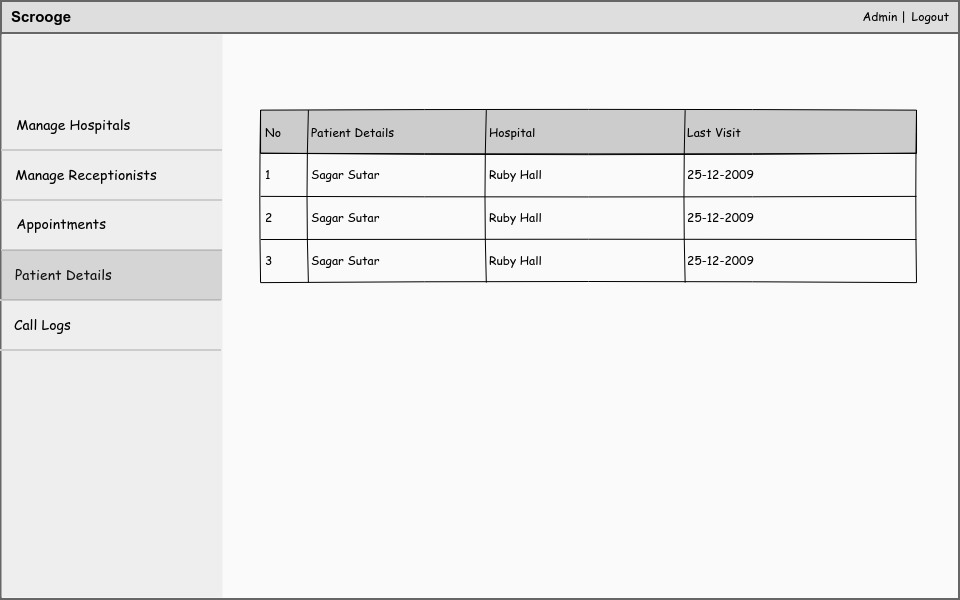 Scrooge
Admin | Logout
Manage Hospitals
Manage Receptionists
Appointments
Patient Details
Call Logs
No Patient Details Hospital Last Visit
1 Sagar Sutar Ruby Hall 25-12-2009
2 Sagar Sutar Ruby Hall 25-12-2009
3 Sagar Sutar Ruby Hall 25-12-2009